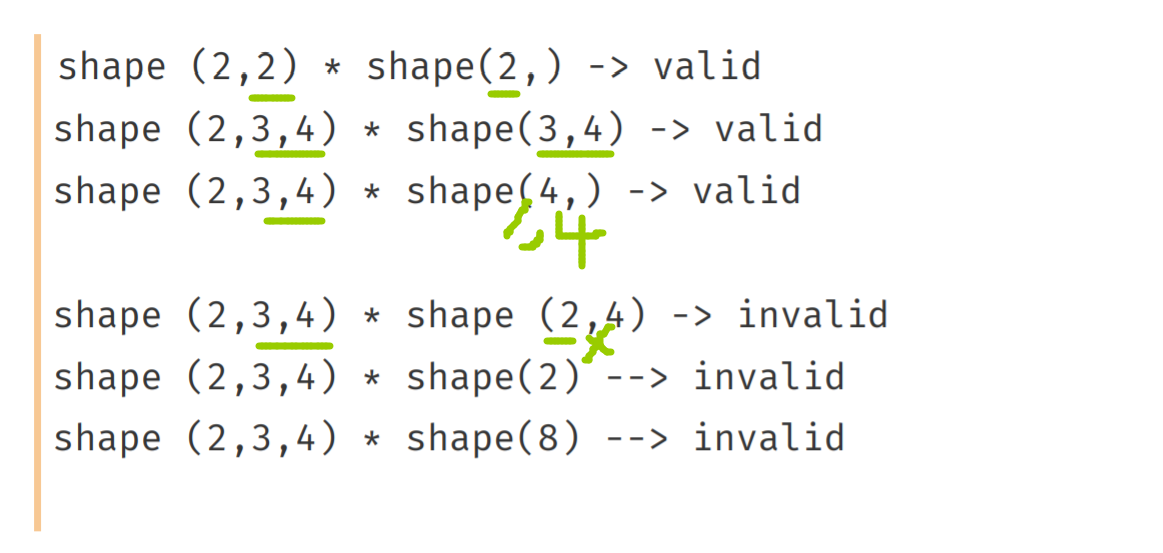 shape (2,2) * shape(2,) -> valid
shape (2,3,4) * shape(3,4) -> valid
shape (2,3,4) * shape(4,) -> valid
4
shape (2,3,4) * shape (2,4) -> invalid
shape (2,3,4) * shape(2) --> invalid
shape (2,3,4) * shape(8) --> invalid